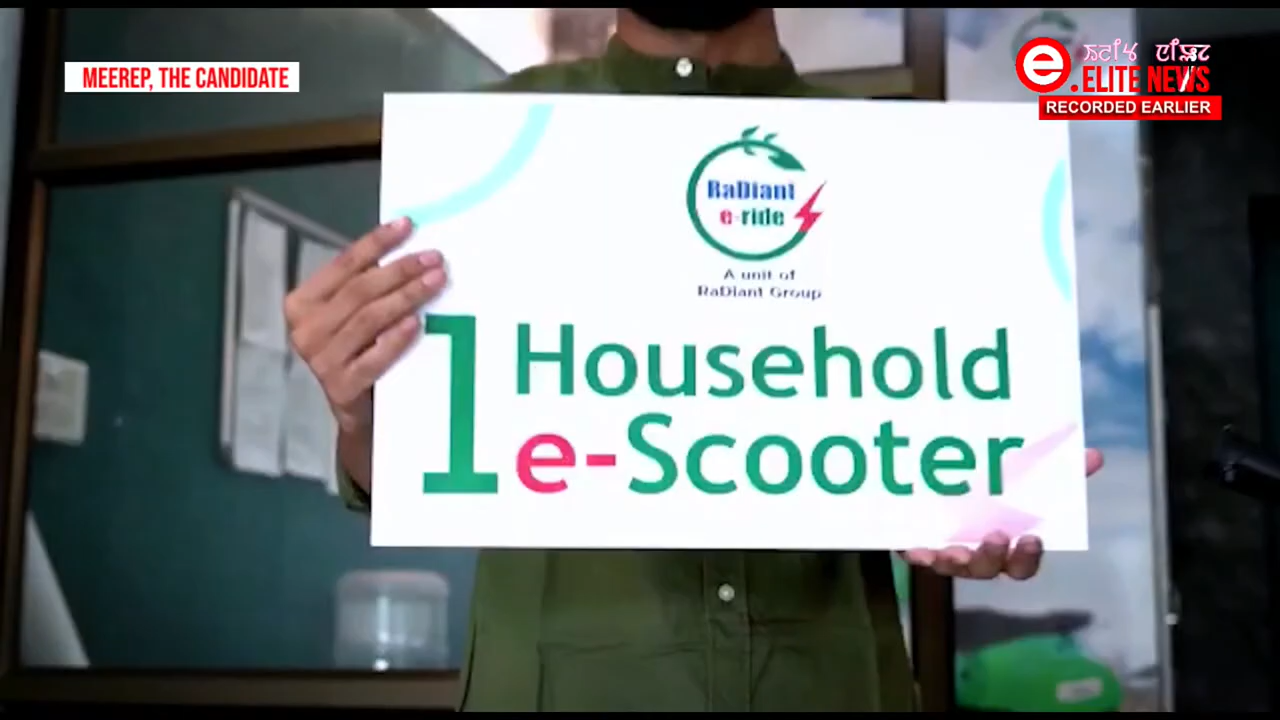 MEEREP, THE CANDIDATE
e.ELITE NEWS
RECORDED EARLIER
RaDiant
e-ride
A unit of
RaDiant Group
1 Household
e-Scooter